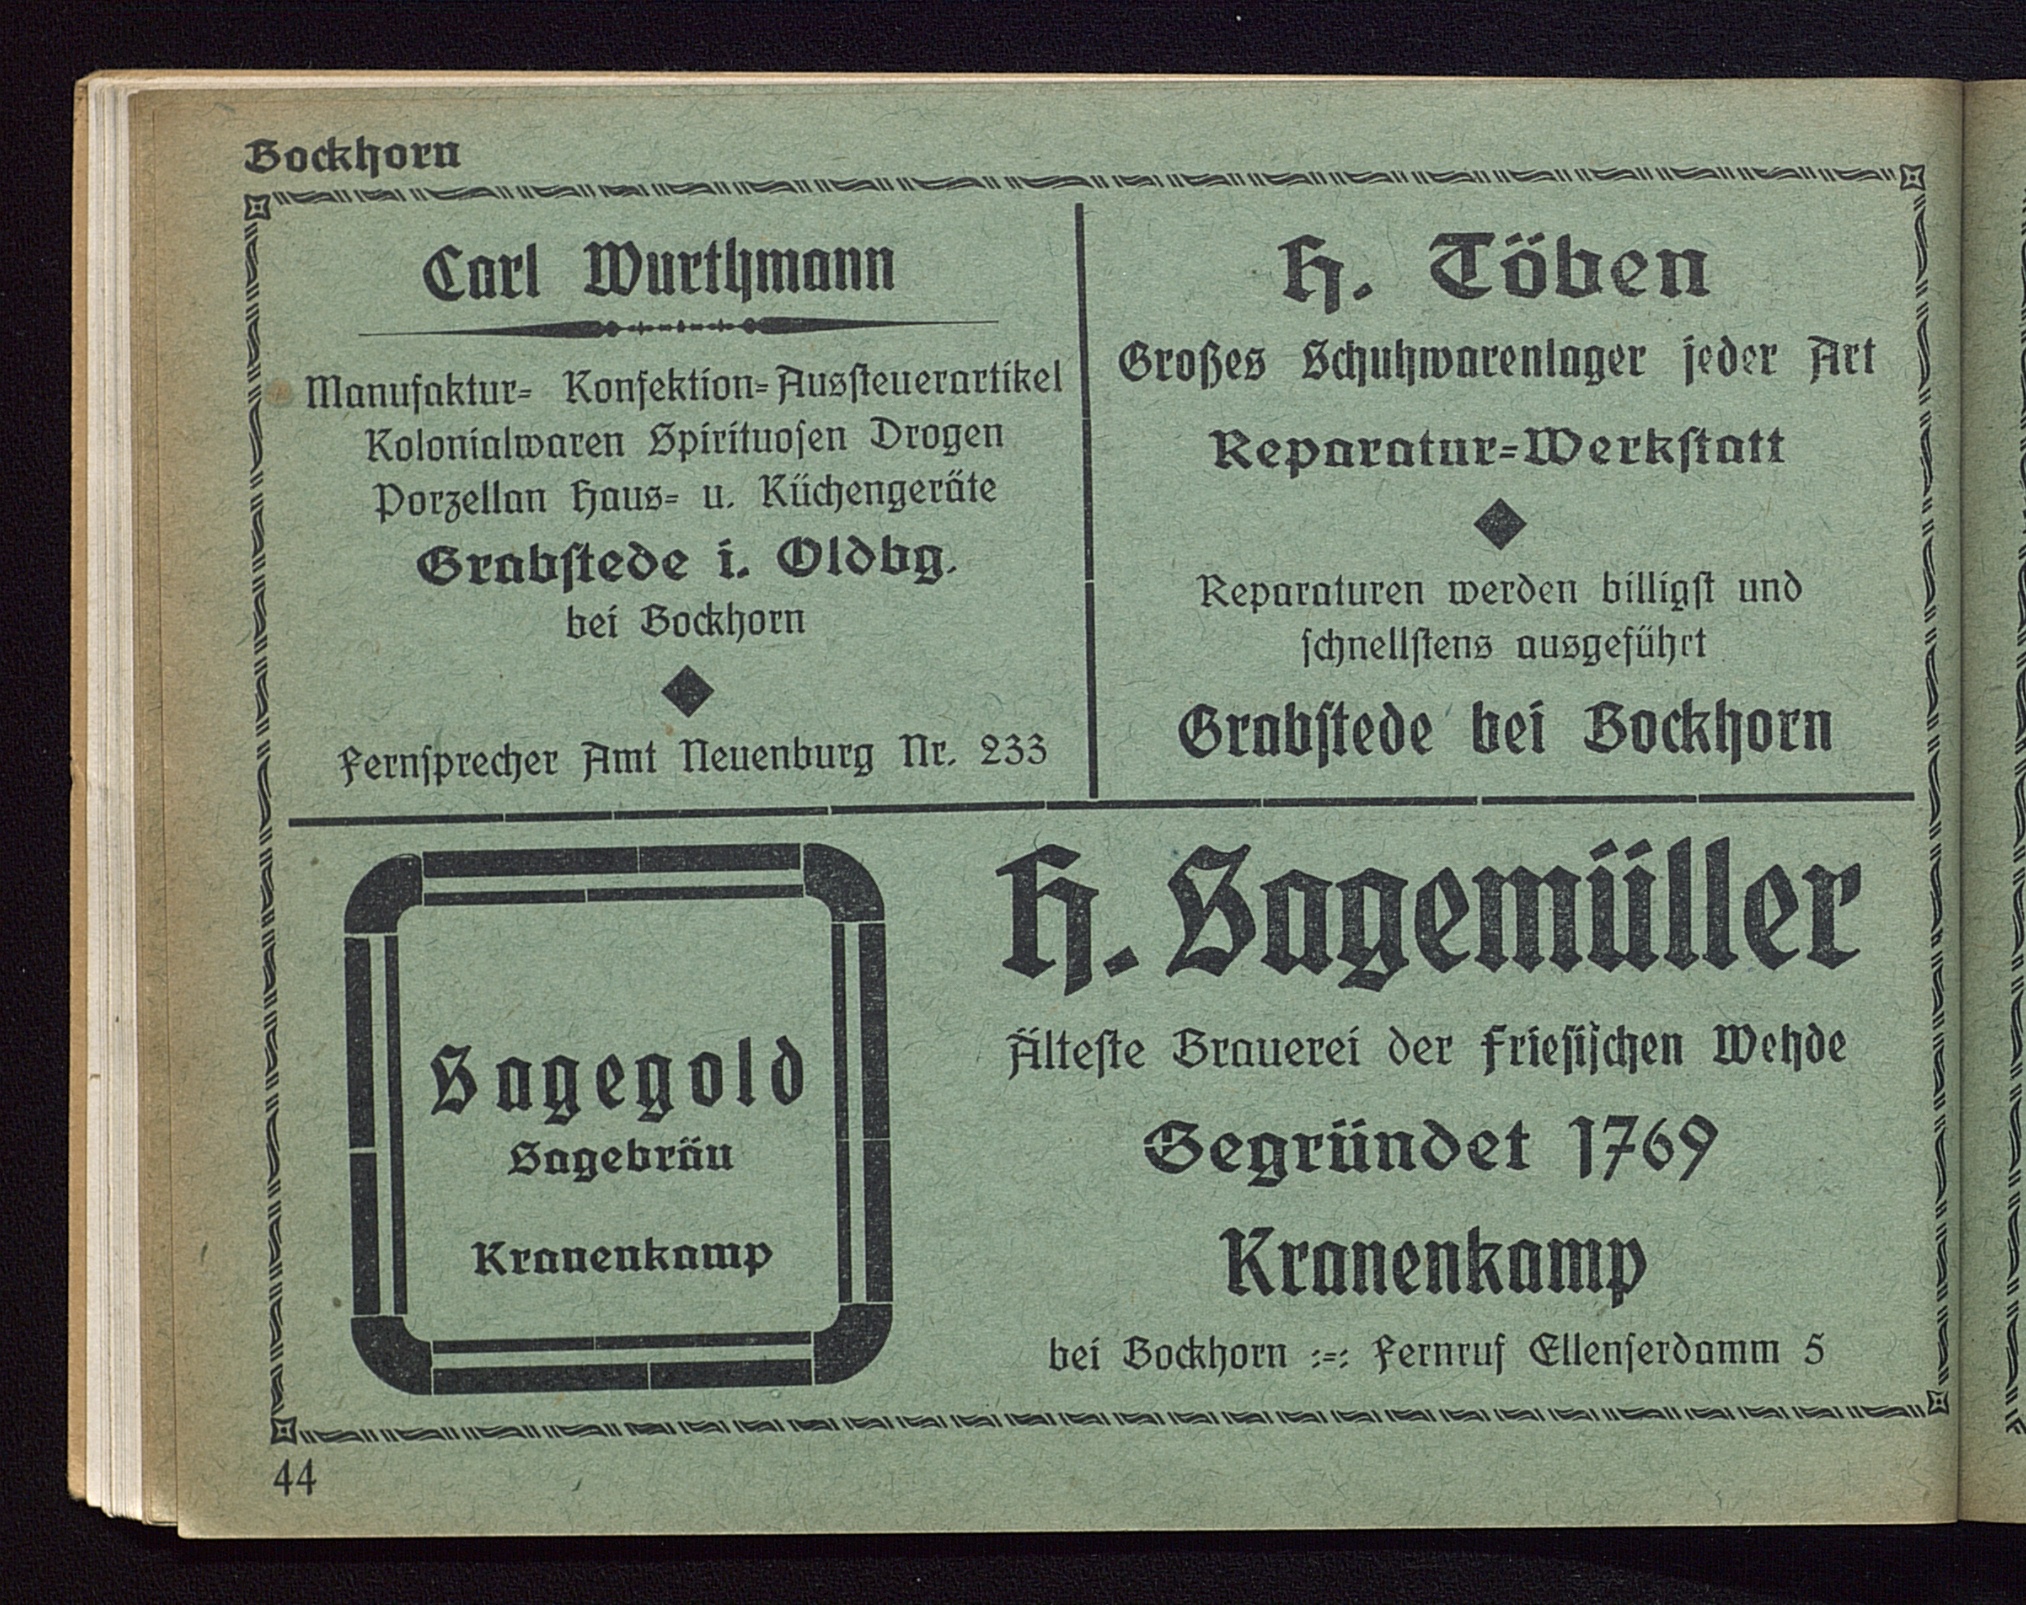 Bockhorn
Carl Wurthmann
Manufaktur- Konfektion-Aussteuerartikel
Kolonialwaren Spirituosen Drogen
Porzellan Haus- u. Küchengeräte
Grabstede i. Oldbg.
bei Bockhorn
Fernsprecher Amt Neuenburg Nr. 233
H. Töben
Großes Schuhwarenlager jeder Art
Reparatur-Werkstatt
Reparaturen werden billigst und
schnellstens ausgeführt
Grabstede bei Bockhorn
Sagegold
Sagebräu
Kranenkamp
H. Sagemüller
Älteste Brauerei der Friesischen Wehde
Gegründet 1769
Kranenkamp
bei Bockhorn :=: Fernruf Ellenserdamm 5
44